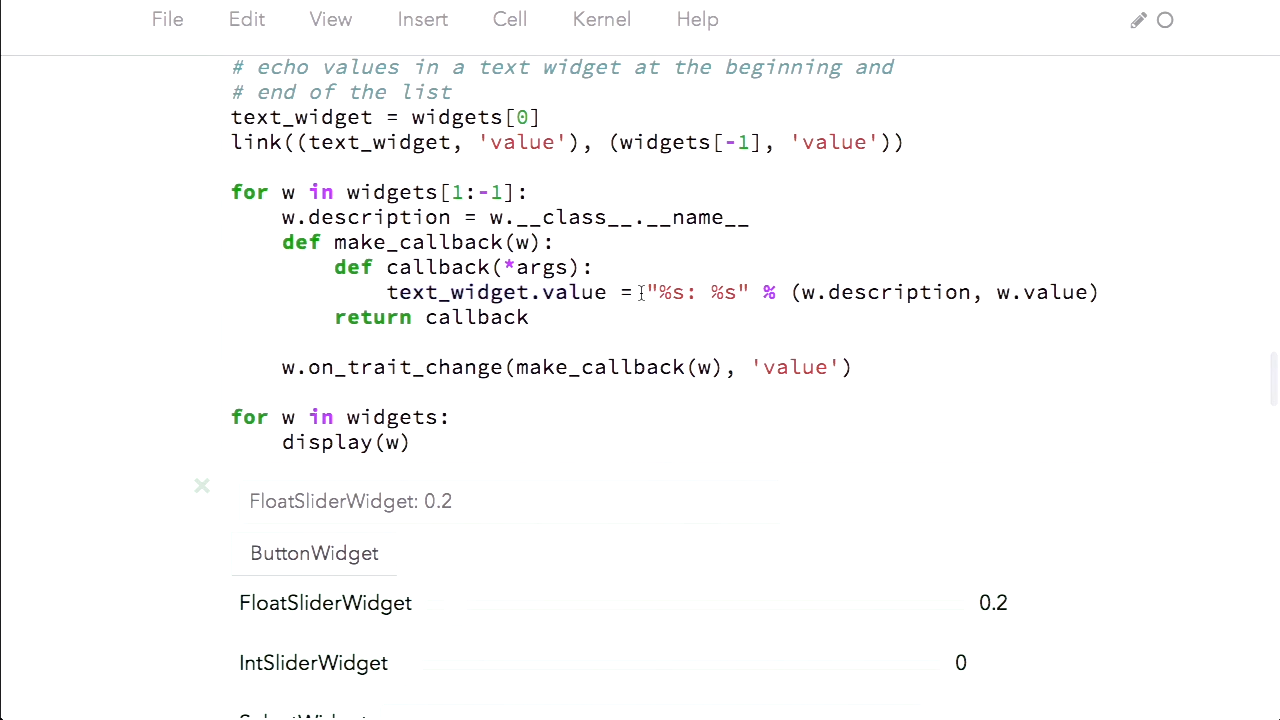 File Edit View Insert Cell Kernel Help
# echo values in a text widget at the beginning and
# end of the list
text_widget = widgets[0]
link((text_widget, 'value'), (widgets[-1], 'value'))
for w in widgets[1:-1]:
    w.description = w.__class__.__name__
    def make_callback(w):
        def callback(*args):
            text_widget.value = "%s: %s" % (w.description, w.value)
        return callback
    w.on_trait_change(make_callback(w), 'value')
for w in widgets:
    display(w)
FloatSliderWidget: 0.2
ButtonWidget
FloatSliderWidget 0.2
IntSliderWidget 0